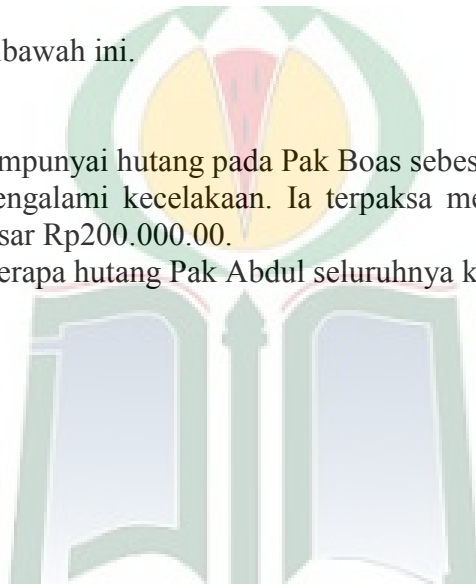 ibawah ini.
mpunyai hutang pada Pak Boas sebes
engalami kecelakaan. Ia terpaksa me
sar Rp200.000.00.
erapa hutang Pak Abdul seluruhnya k